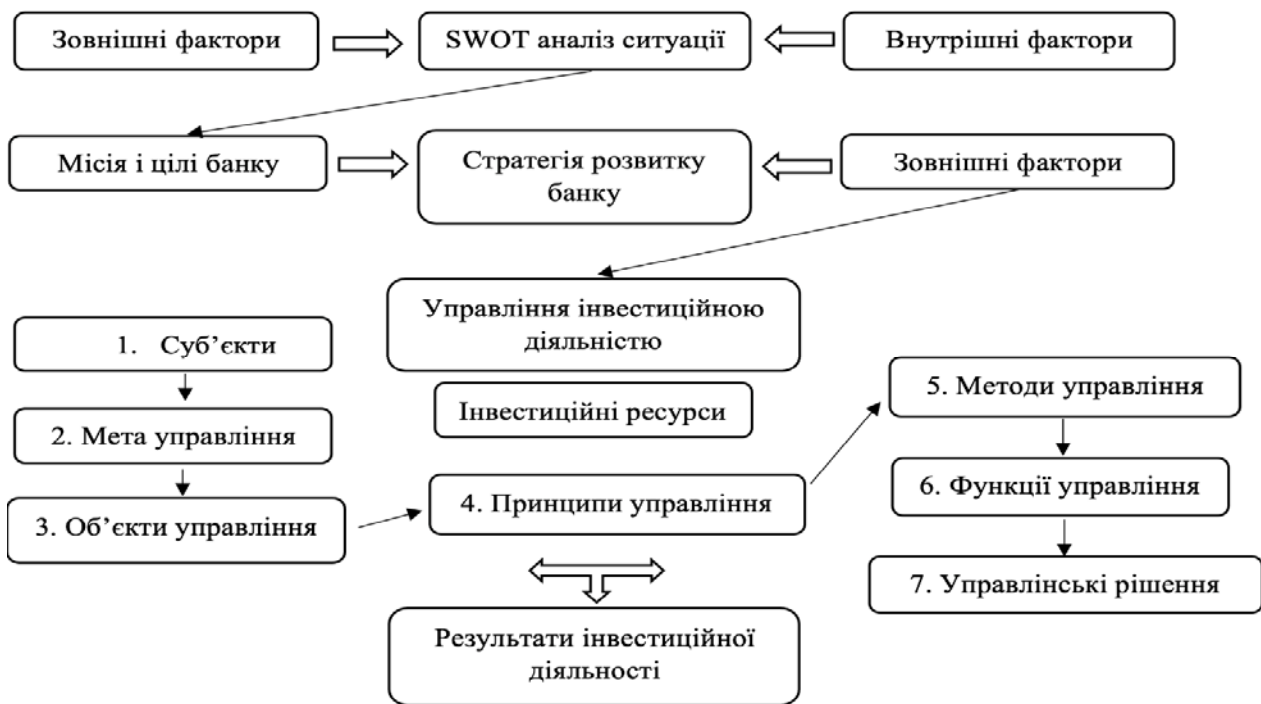 Зовнішні фактори
SWOT аналіз ситуації
Внутрішні фактори
Місія і цілі банку
Стратегія розвитку
банку
Зовнішні фактори
Управління інвестиційною
діяльністю
1. Суб’єкти
2. Мета управління
3. Об’єкти управління
Інвестиційні ресурси
4. Принципи управління
5. Методи управління
6. Функції управління
7. Управлінські рішення
Результати інвестиційної
діяльності